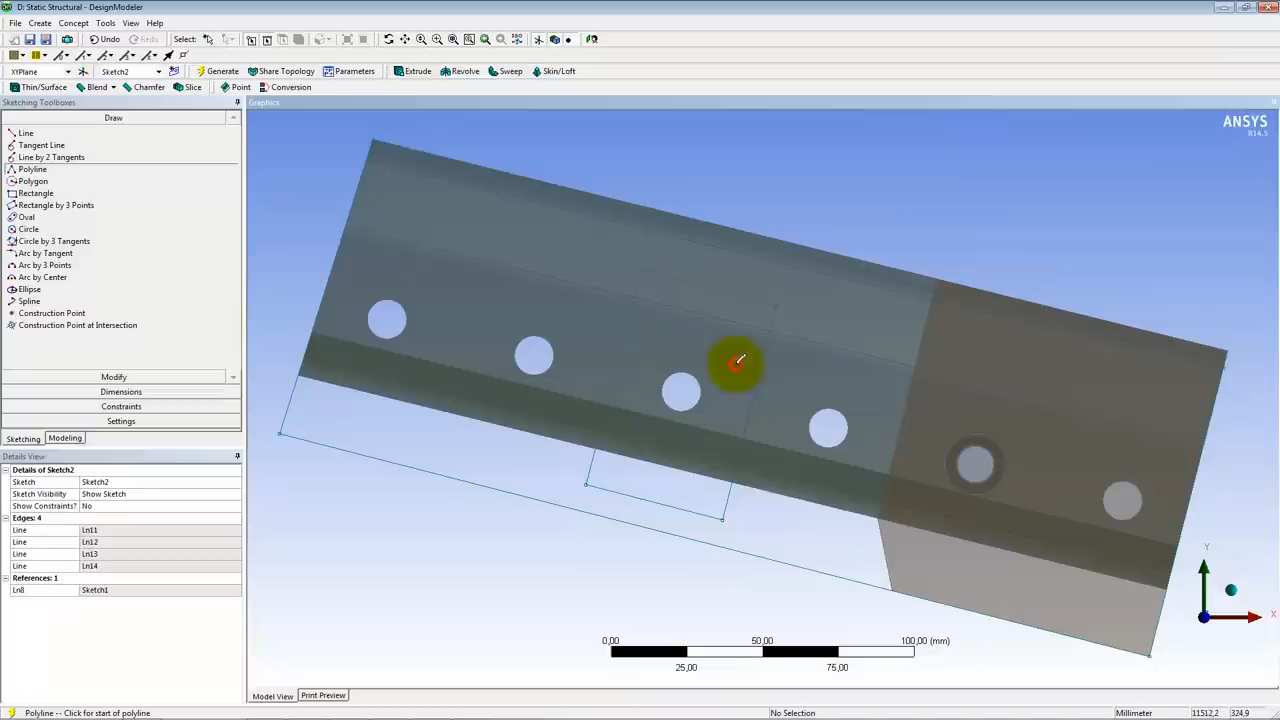 D: Static Structural - DesignModeler
File Create Concept Tools View Help
Undo Redo Select:
XYPlane Sketch2 Generate Share Topology Parameters Extrude Revolve Sweep Skin/Loft
Thin/Surface Blend Chamfer Slice Point Conversion
Sketching Toolboxes
Graphics
Draw
Line
Tangent Line
Line by 2 Tangents
Polyline
Polygon
Rectangle
Rectangle by 3 Points
Oval
Circle
Circle by 3 Tangents
Arc by Tangent
Arc by 3 Points
Arc by Center
Ellipse
Spline
Construction Point
Construction Point at Intersection
Modify
Dimensions
Constraints
Settings
Sketching Modeling
Details View
Details of Sketch2
Sketch Sketch2
Sketch Visibility Show Sketch
Show Constraints? No
Edges: 4
Line Ln11
Line Ln12
Line Ln13
Line Ln14
References: 1
Ln8 Sketch1
ANSYS
R14.5
Y
X
0,00 50,00 100,00 (mm)
25,00 75,00
Model View Print Preview
Polyline -- Click for start of polyline No Selection Millimeter 11512,2 324,9